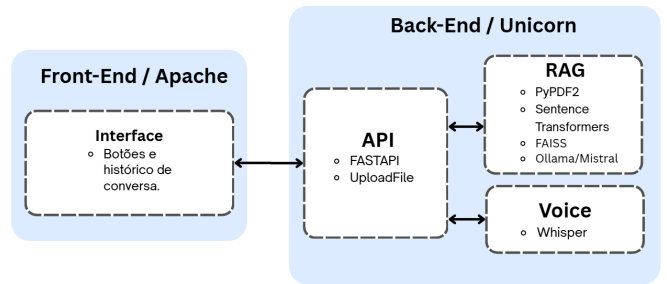 Front-End / Apache
Interface
Botões e
histórico de
conversa.
Back-End / Unicorn
API
FASTAPI
UploadFile
RAG
PyPDF2
Sentence
Transformers
FAISS
Ollama/Mistral
Voice
Whisper